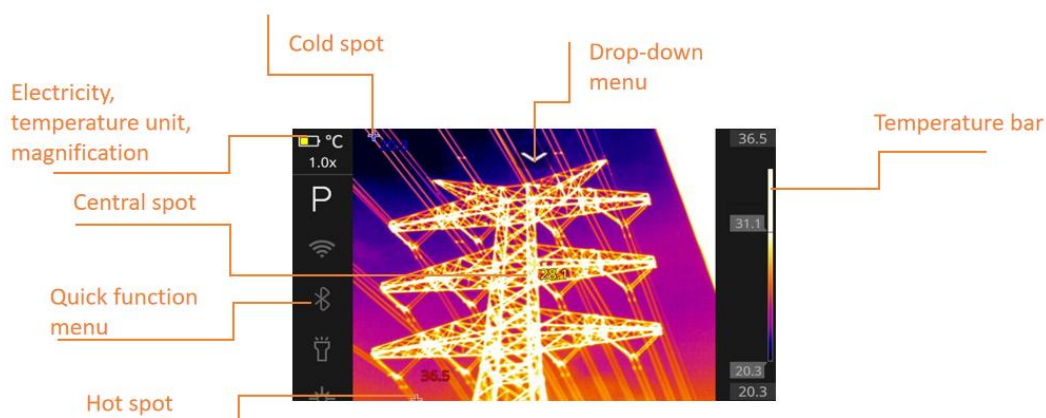 Cold spot
Drop-down
menu
Electricity,
temperature unit,
magnification
Temperature bar
°C
36.5
1.0x
P
Central spot
31.1
28.1
Quick function
menu
36.5
20.3
20.3
Hot spot